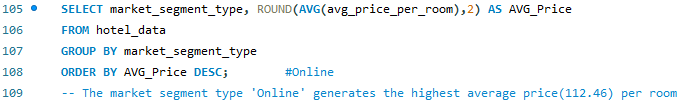 105 SELECT market_segment_type, ROUND(AVG(avg_price_per_room),2) AS AVG_Price
106 FROM hotel_data
107 GROUP BY market_segment_type
108 ORDER BY AVG_Price DESC; #Online
109 -- The market segment type 'Online' generates the highest average price(112.46) per room